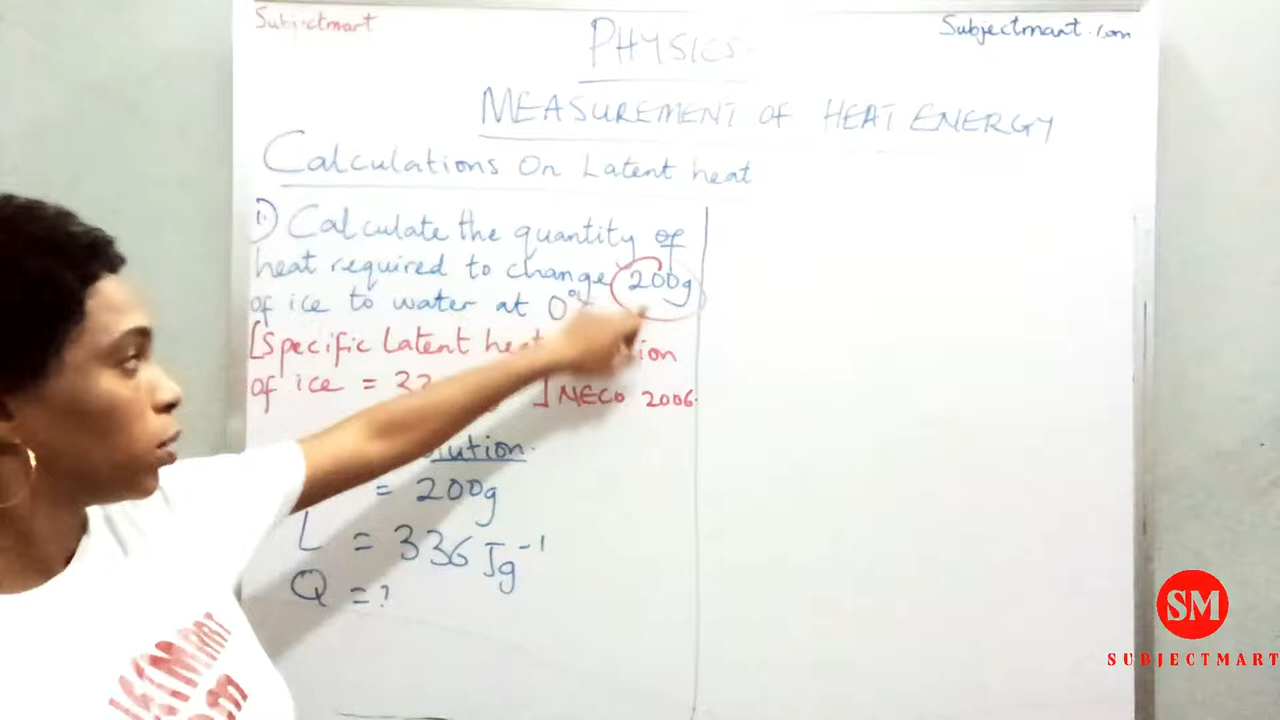 Subjectmart
Subjectmart.com
PHYSICS
MEASUREMENT OF HEAT ENERGY
Calculations On Latent heat
1) Calculate the quantity of
heat required to change 200g
of ice to water at 0°
[Specific Latent heat
of ice = ] NECO 2006.
= 200g
L = 336 Jg⁻¹
Q = ?
SM
SUBJECTMART